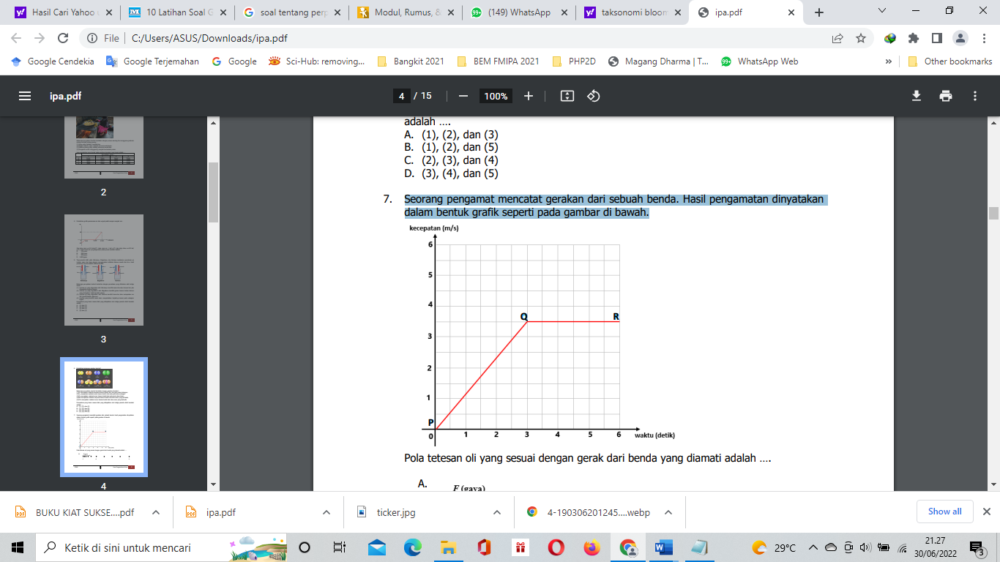 Hasil Cari Yahoo
10 Latihan Soal G
soal tentang perp
Modul, Rumus, &
(149) WhatsApp
taksonomi bloom
ipa.pdf
File
C:/Users/ASUS/Downloads/ipa.pdf
Google Cendekia
Google Terjemahan
Google
Sci-Hub: removing...
Bangkit 2021
BEM FMIPA 2021
PHP2D
Magang Dharma | T...
99+
WhatsApp Web
»
Other bookmarks
ipa.pdf
4 / 15
100%
2
3
4
adalah ....
A. (1), (2), dan (3)
B. (1), (2), dan (5)
C. (2), (3), dan (4)
D. (3), (4), dan (5)
7. Seorang pengamat mencatat gerakan dari sebuah benda. Hasil pengamatan dinyatakan
dalam bentuk grafik seperti pada gambar di bawah.
kecepatan (m/s)
6
5
4
Q R
3
2
1
P
0 1 2 3 4 5 6 waktu (detik)
Pola tetesan oli yang sesuai dengan gerak dari benda yang diamati adalah ....
A. F (gaya)
BUKU KIAT SUKSE....pdf
ipa.pdf
ticker.jpg
4-190306201245....webp
Show all
Ketik di sini untuk mencari
29°C
21.27
30/06/2022
3